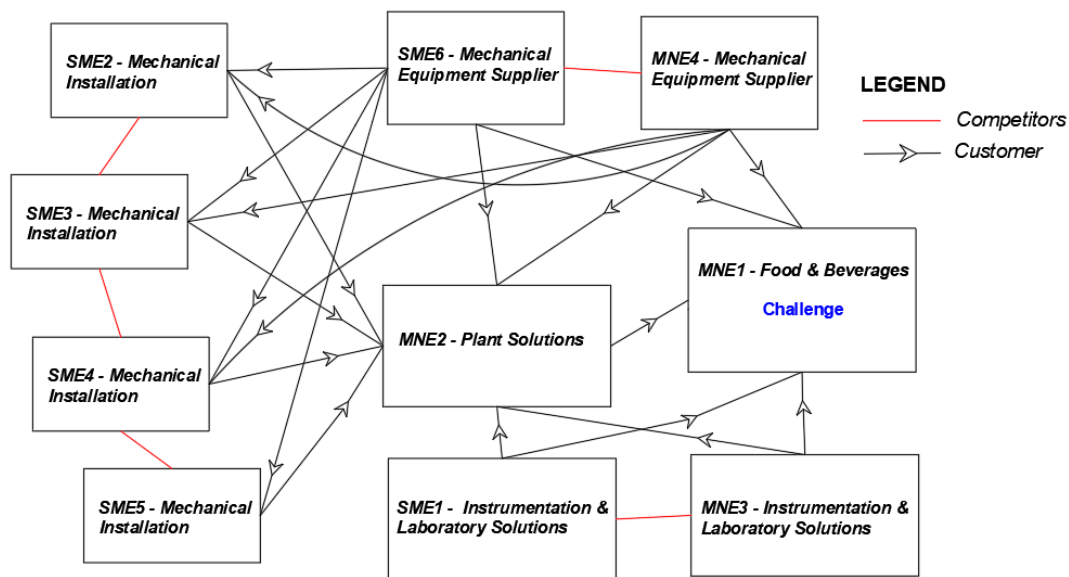 SME2 - Mechanical
Installation
SME6 - Mechanical
Equipment Supplier
MNE4 - Mechanical
Equipment Supplier
LEGEND
Competitors
Customer
SME3 - Mechanical
Installation
MNE1 - Food & Beverages
Challenge
MNE2 - Plant Solutions
SME4 - Mechanical
Installation
SME5 - Mechanical
Installation
SME1 - Instrumentation &
Laboratory Solutions
MNE3 - Instrumentation &
Laboratory Solutions